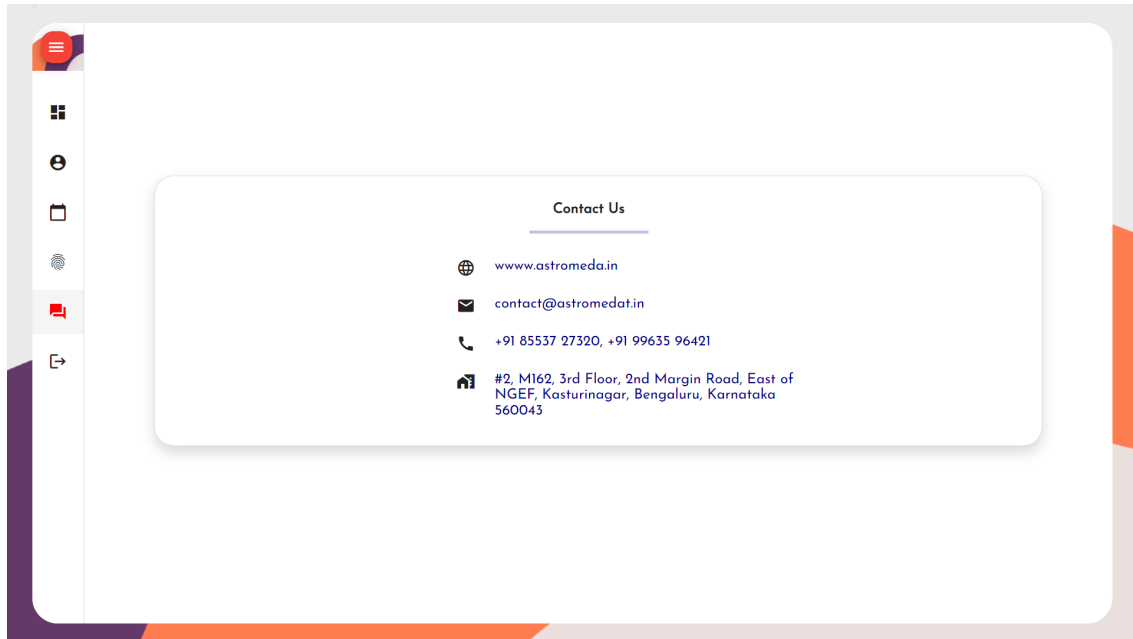 Contact Us
wwww.astromeda.in
contact@astromedat.in
+91 85537 27320, +91 99635 96421
#2, M162, 3rd Floor, 2nd Margin Road, East of
NGEF, Kasturinagar, Bengaluru, Karnataka
560043